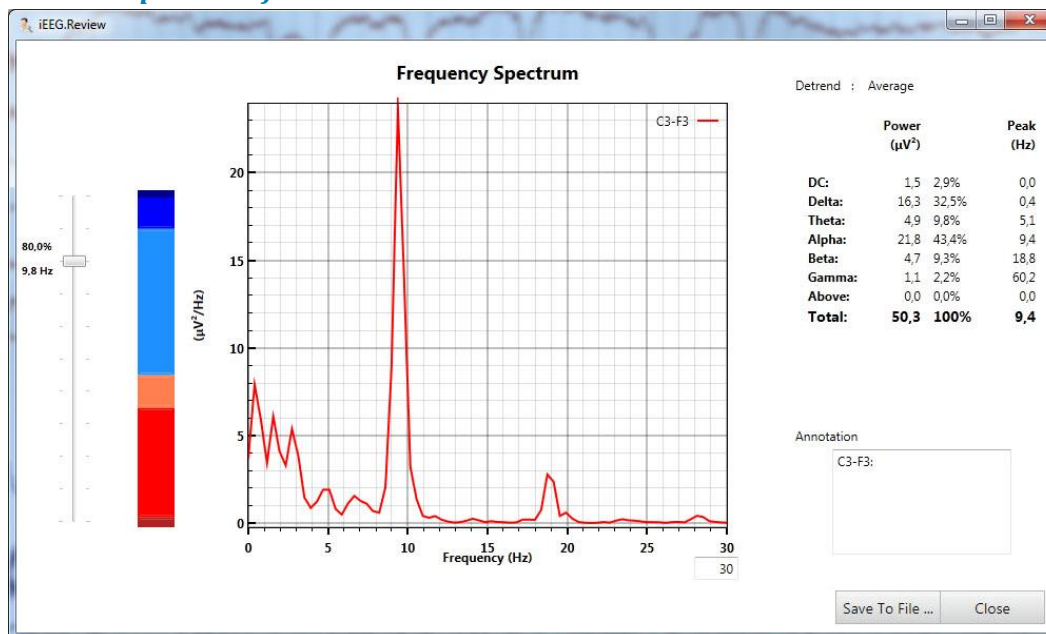 iEEG.Review
Frequency Spectrum
Detrend : Average
C3-F3
Power Peak
(µV²) (Hz)
DC: 1,5 2,9% 0,0
Delta: 16,3 32,5% 0,4
Theta: 4,9 9,8% 5,1
Alpha: 21,8 43,4% 9,4
Beta: 4,7 9,3% 18,8
Gamma: 1,1 2,2% 60,2
Above: 0,0 0,0% 0,0
Total: 50,3 100% 9,4
80,0%
9,8 Hz
(µV²/Hz)
20
15
10
5
0
0 5 10 15 20 25 30
Frequency (Hz)
30
Annotation
C3-F3:
Save To File ... Close